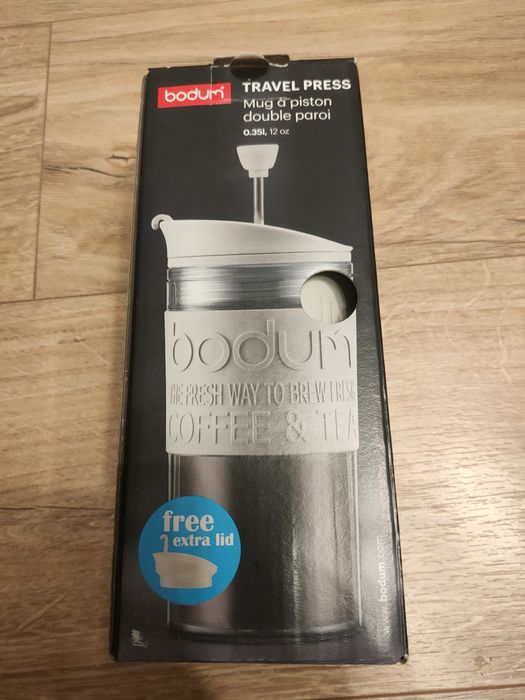 bodum
TRAVEL PRESS
Mug à piston
double paroi
0.35l, 12 oz
bodum
THE FRESH WAY TO BREW FRESH
COFFEE & TEA
free
extra lid
www.bodum.com